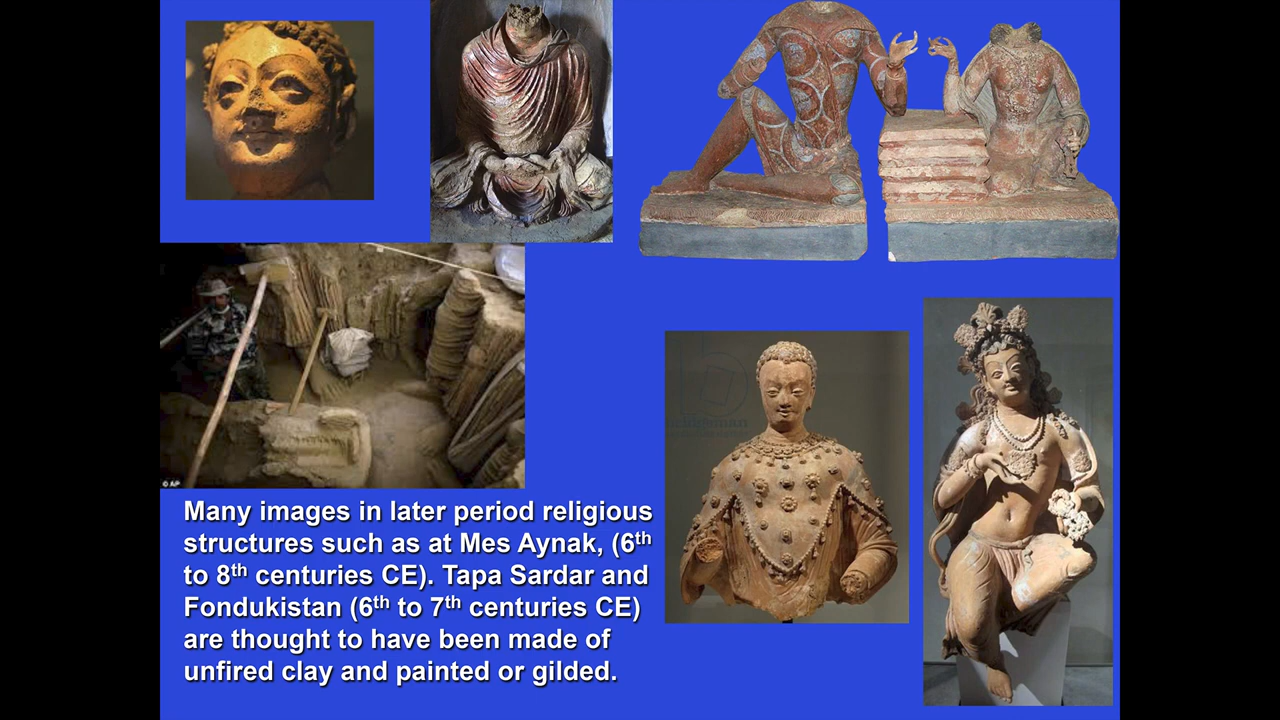 © AP
Many images in later period religious
structures such as at Mes Aynak, (6th
to 8th centuries CE). Tapa Sardar and
Fondukistan (6th to 7th centuries CE)
are thought to have been made of
unfired clay and painted or gilded.